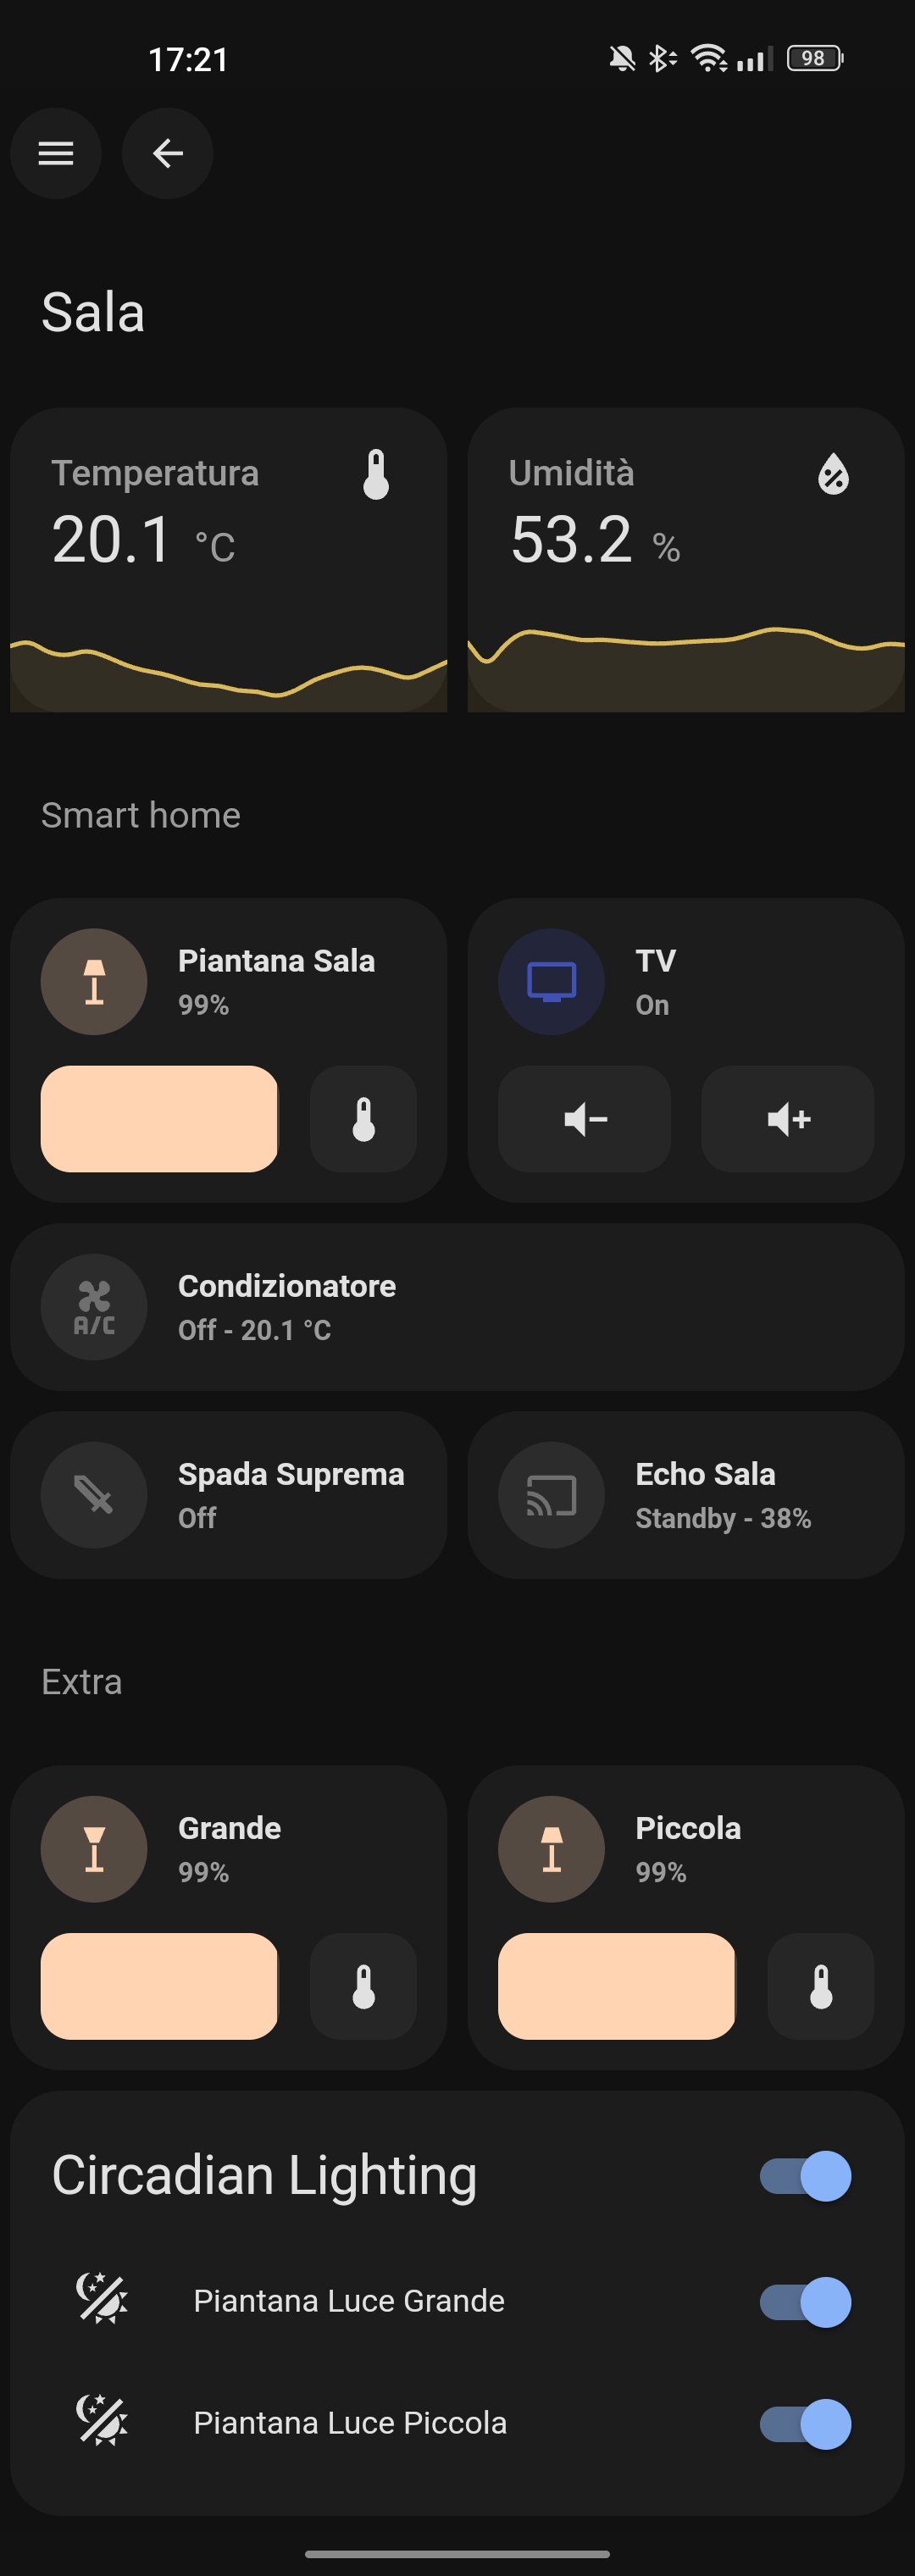 17:21
98
Sala
Temperatura
20.1 °C
Umidità
53.2 %
Smart home
Piantana Sala
99%
TV
On
A/C
Condizionatore
Off - 20.1 °C
Spada Suprema
Off
Echo Sala
Standby - 38%
Extra
Grande
99%
Piccola
99%
Circadian Lighting
Piantana Luce Grande
Piantana Luce Piccola